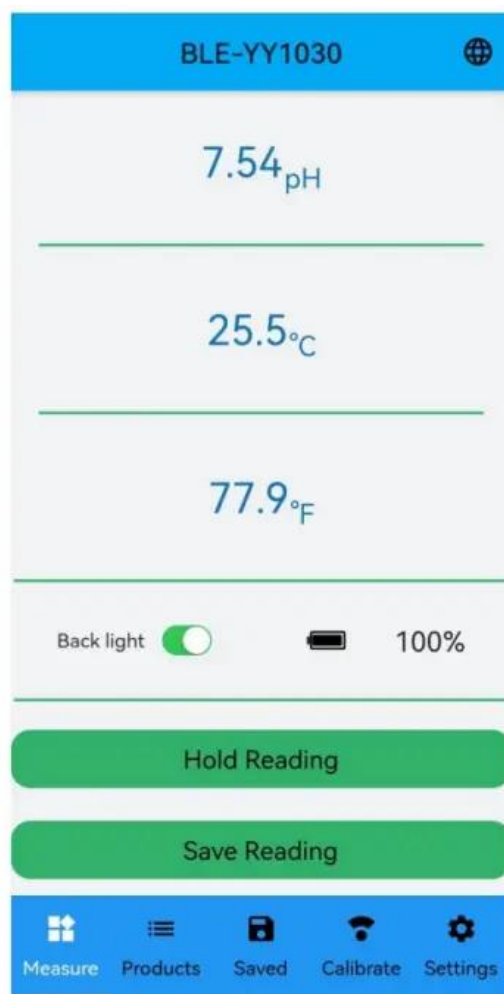 BLE-YY1030
7.54pH
25.5°C
77.9°F
Back light 100%
Hold Reading
Save Reading
Measure Products Saved Calibrate Settings